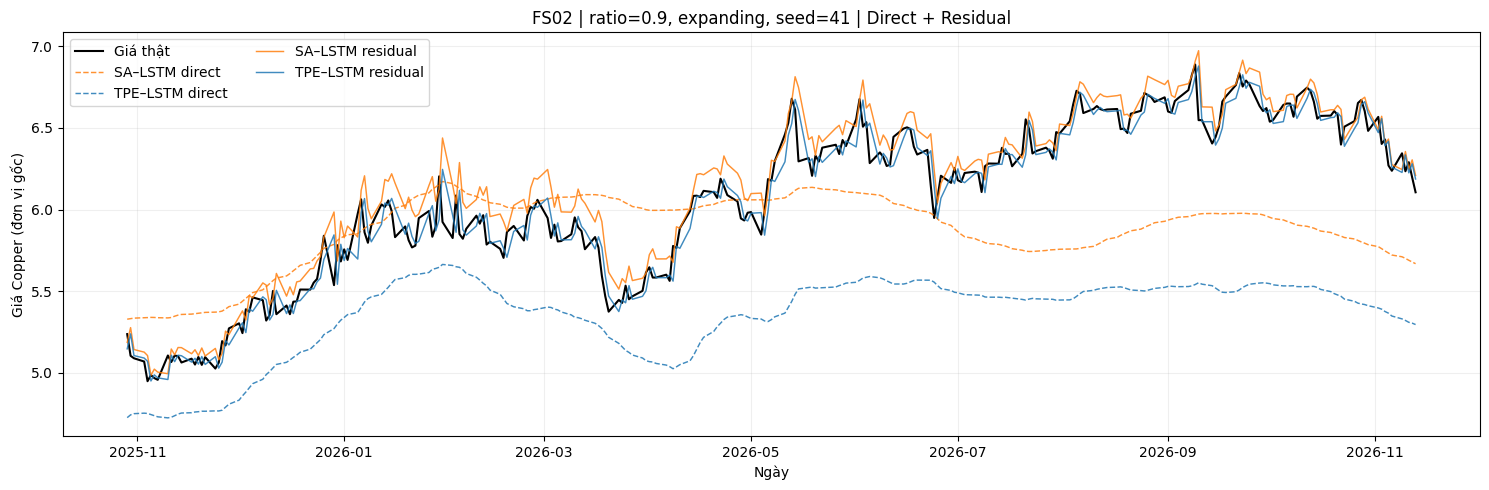 FS02 | ratio=0.9, expanding, seed=41 | Direct + Residual
Giá thật
SA–LSTM direct
TPE–LSTM direct
SA–LSTM residual
TPE–LSTM residual
Giá Copper (đơn vị gốc)
7.0
6.5
6.0
5.5
5.0
2025-11
2026-01
2026-03
2026-05
2026-07
2026-09
2026-11
Ngày